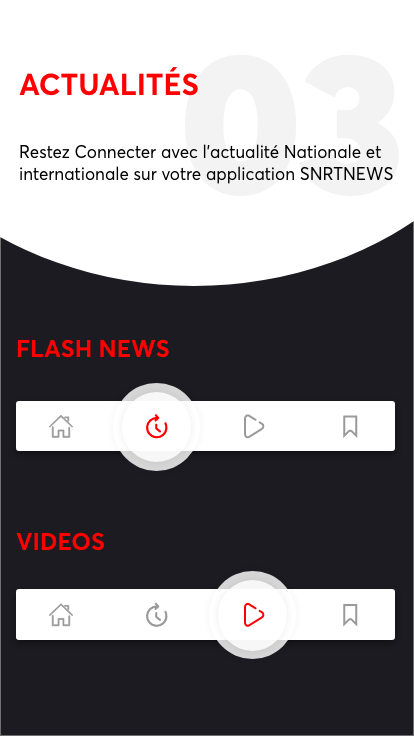 03
ACTUALITÉS
Restez Connecter avec l'actualité Nationale et
internationale sur votre application SNRTNEWS
FLASH NEWS
VIDEOS